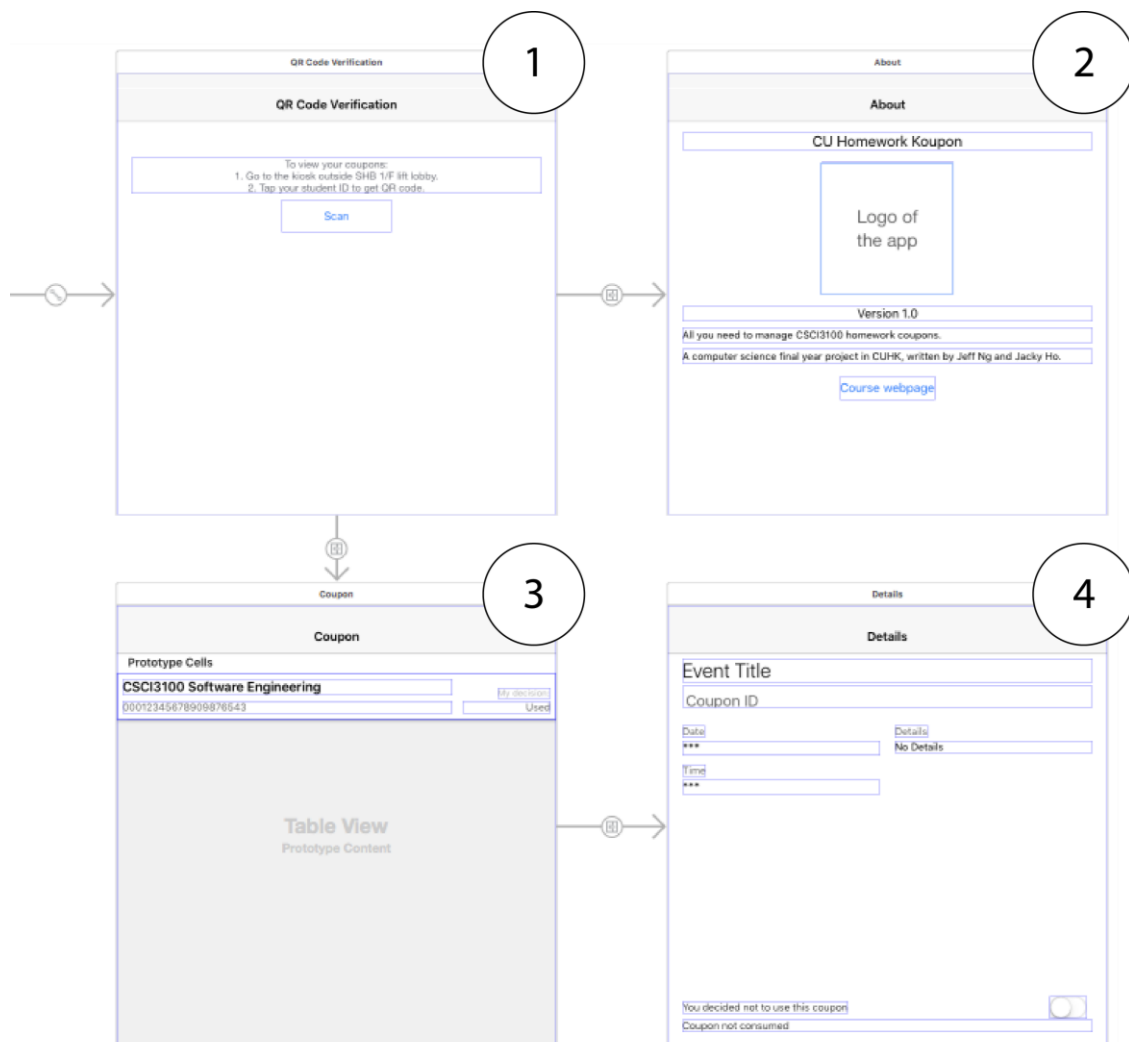 1
QR Code Verification
QR Code Verification
To view your coupons:
1. Go to the kiosk outside SHB 1/F lift lobby.
2. Tap your student ID to get QR code.
Scan
2
About
About
CU Homework Koupon
Logo of
the app
Version 1.0
All you need to manage CSCI3100 homework coupons.
A computer science final year project in CUHK, written by Jeff Ng and Jacky Ho.
Course webpage
3
Coupon
Coupon
Prototype Cells
CSCI3100 Software Engineering
My decision:
00012345678909876543
Used
Table View
Prototype Content
4
Details
Details
Event Title
Coupon ID
Date
***
Details
No Details
Time
***
You decided not to use this coupon
Coupon not consumed